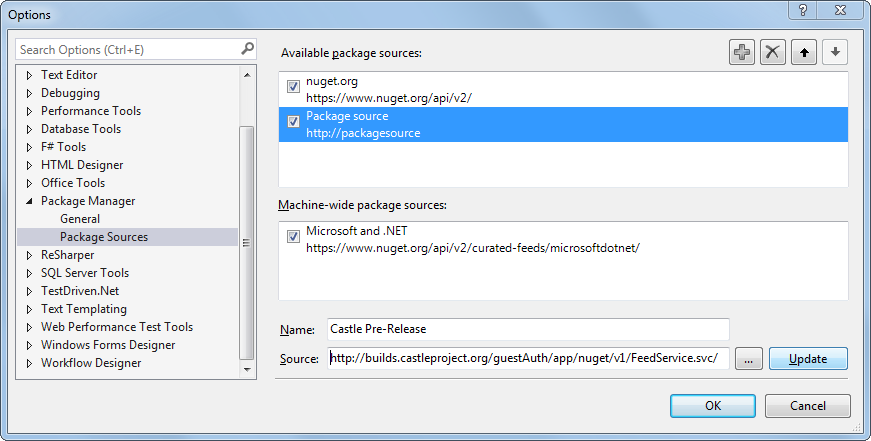 Options
?
Search Options (Ctrl+E)
Text Editor
Debugging
Performance Tools
Database Tools
F# Tools
HTML Designer
Office Tools
Package Manager
General
Package Sources
ReSharper
SQL Server Tools
TestDriven.Net
Text Templating
Web Performance Test Tools
Windows Forms Designer
Workflow Designer
Available package sources:
nuget.org
https://www.nuget.org/api/v2/
Package source
http://packagesource
Machine-wide package sources:
Microsoft and .NET
https://www.nuget.org/api/v2/curated-feeds/microsoftdotnet/
Name: Castle Pre-Release
Source: http://builds.castleproject.org/guestAuth/app/nuget/v1/FeedService.svc/ ... Update
OK Cancel